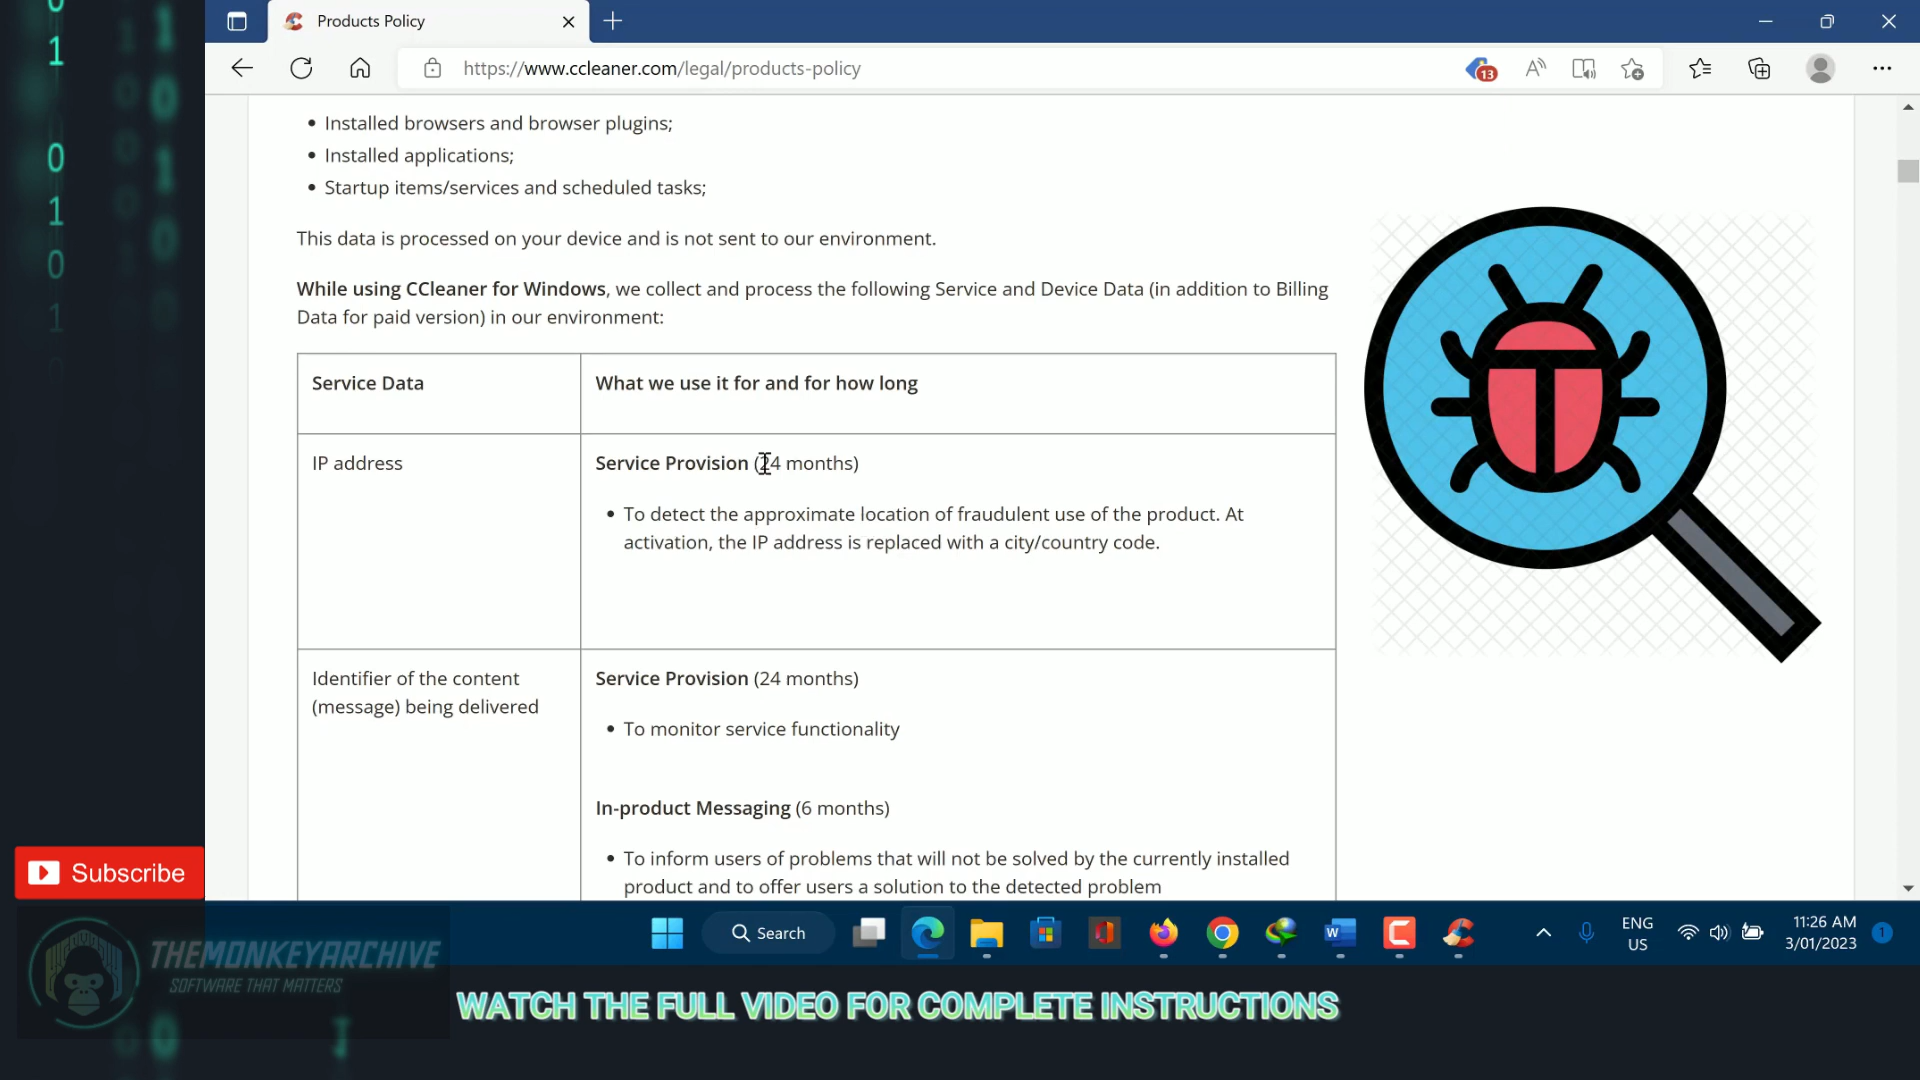 Products Policy
https://www.ccleaner.com/legal/products-policy
13
• Installed browsers and browser plugins;
• Installed applications;
• Startup items/services and scheduled tasks;
This data is processed on your device and is not sent to our environment.
While using CCleaner for Windows, we collect and process the following Service and Device Data (in addition to Billing
Data for paid version) in our environment:
Service Data
What we use it for and for how long
IP address
Service Provision (24 months)
• To detect the approximate location of fraudulent use of the product. At
activation, the IP address is replaced with a city/country code.
Identifier of the content
(message) being delivered
Service Provision (24 months)
• To monitor service functionality
In-product Messaging (6 months)
• To inform users of problems that will not be solved by the currently installed
product and to offer users a solution to the detected problem
Subscribe
Search
ENG
US
11:26 AM
3/01/2023
1
THEMONKEYARCHIVE
SOFTWARE THAT MATTERS
WATCH THE FULL VIDEO FOR COMPLETE INSTRUCTIONS